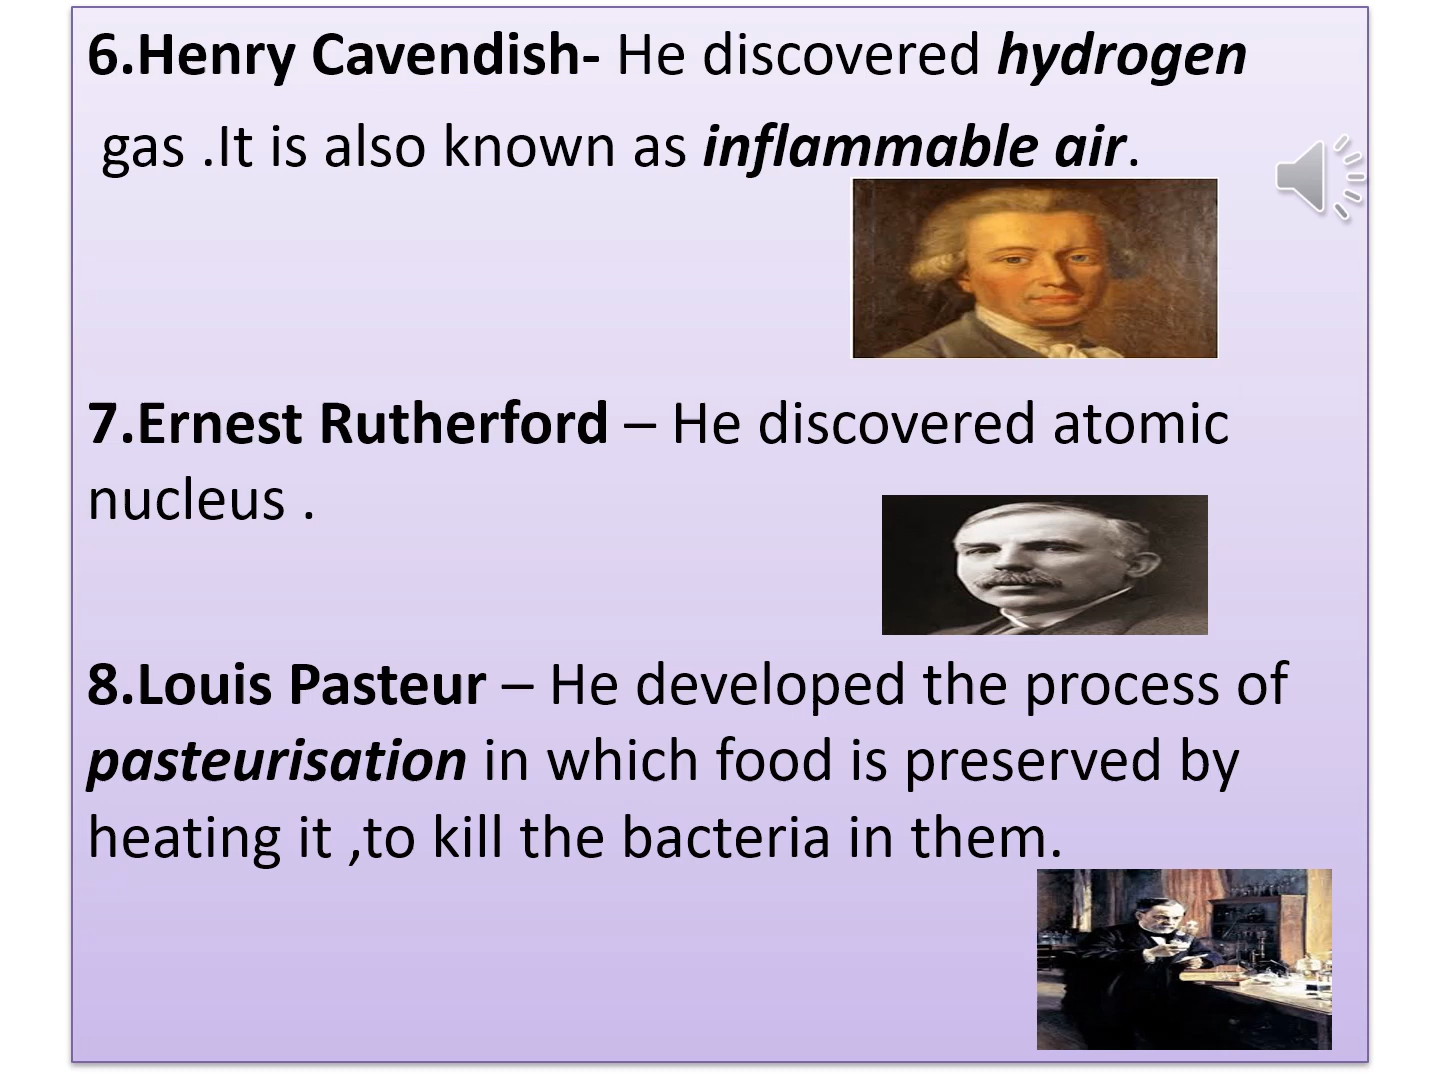 6.Henry Cavendish- He discovered hydrogen
gas .It is also known as inflammable air.
7.Ernest Rutherford – He discovered atomic
nucleus .
8.Louis Pasteur – He developed the process of
pasteurisation in which food is preserved by
heating it ,to kill the bacteria in them.